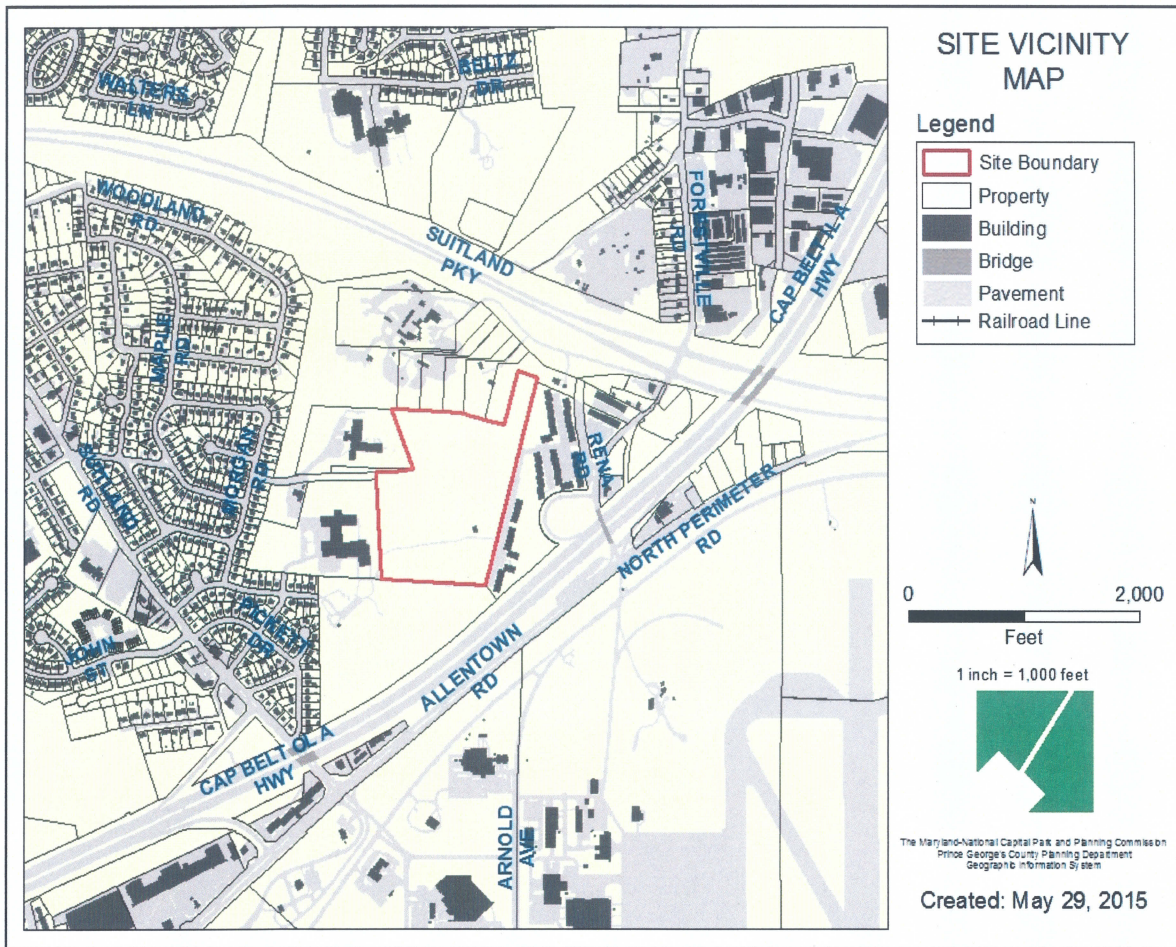 SITE VICINITY
MAP
Legend
Site Boundary
Property
Building
Bridge
Pavement
Railroad Line
N
0 2,000
Feet
1 inch = 1,000 feet
The Maryland-National Capital Park and Planning Commission
Prince George's County Planning Department
Geographic Information System
Created: May 29, 2015
WALTERS
LN
BELTZ
DR
WOODLAND
RD
SUITLAND
PKY
FORESTVILLE
RD
CAP BELT IL A
HWY
MAPLE
RD
MORGAN
RD
SUITLAND
RD
RENA
RD
NORTH PERIMETER
RD
PICKETT
DR
JOHN
ST
ALLENTOWN
RD
CAP BELT OL A
HWY
ARNOLD
AVE